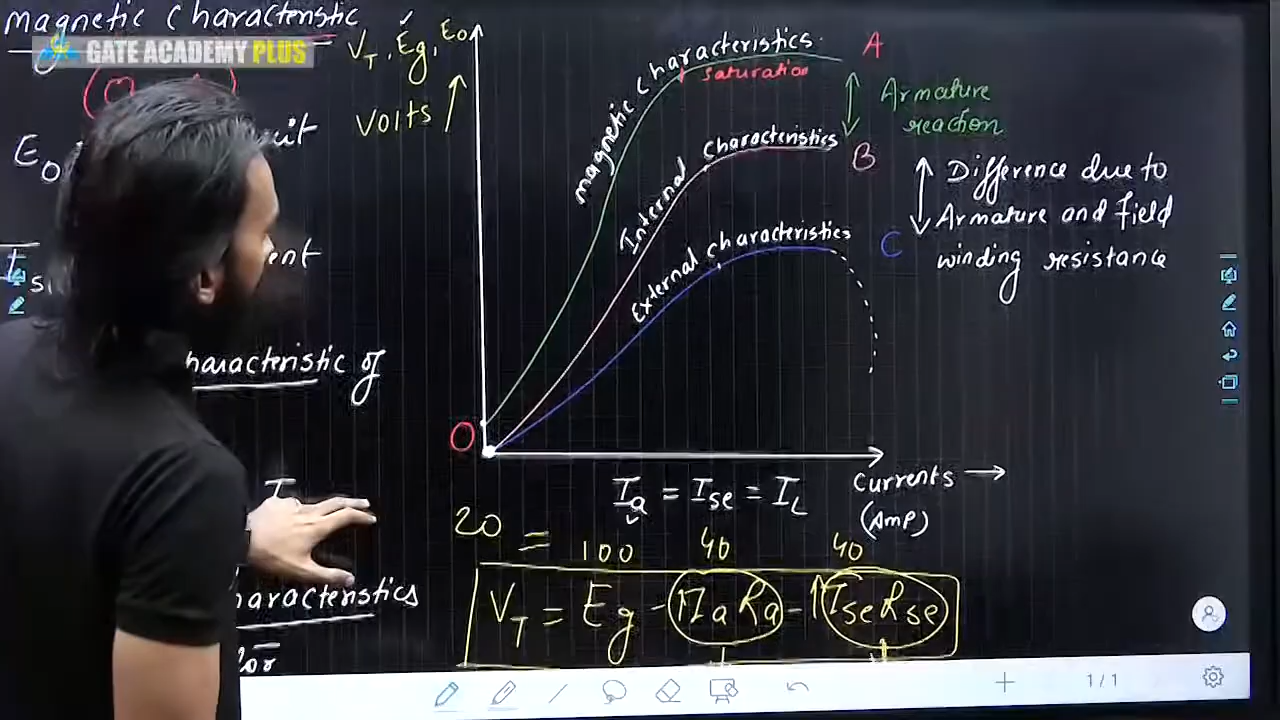 magnetic Characteristic
GATE ACADEMY PLUS
VT, Eg, E0
Volts
E0
uit
ent
haracteristic of
haracteristics
magnetic Characteristics
saturation
A
Armature
reaction
Internal Characteristics
B
Difference due to
Armature and field
winding resistance
External characteristics
C
O
Ia = Ise = IL
Currents →
(Amp)
20 = 100 40 40
VT = Eg - ↑IaRa - ↑IseRse
1/1